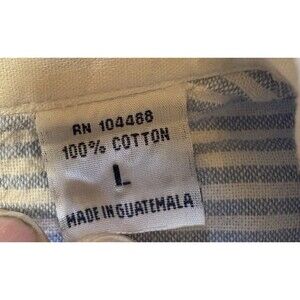 RN 104488
100% COTTON
L
MADE IN GUATEMALA